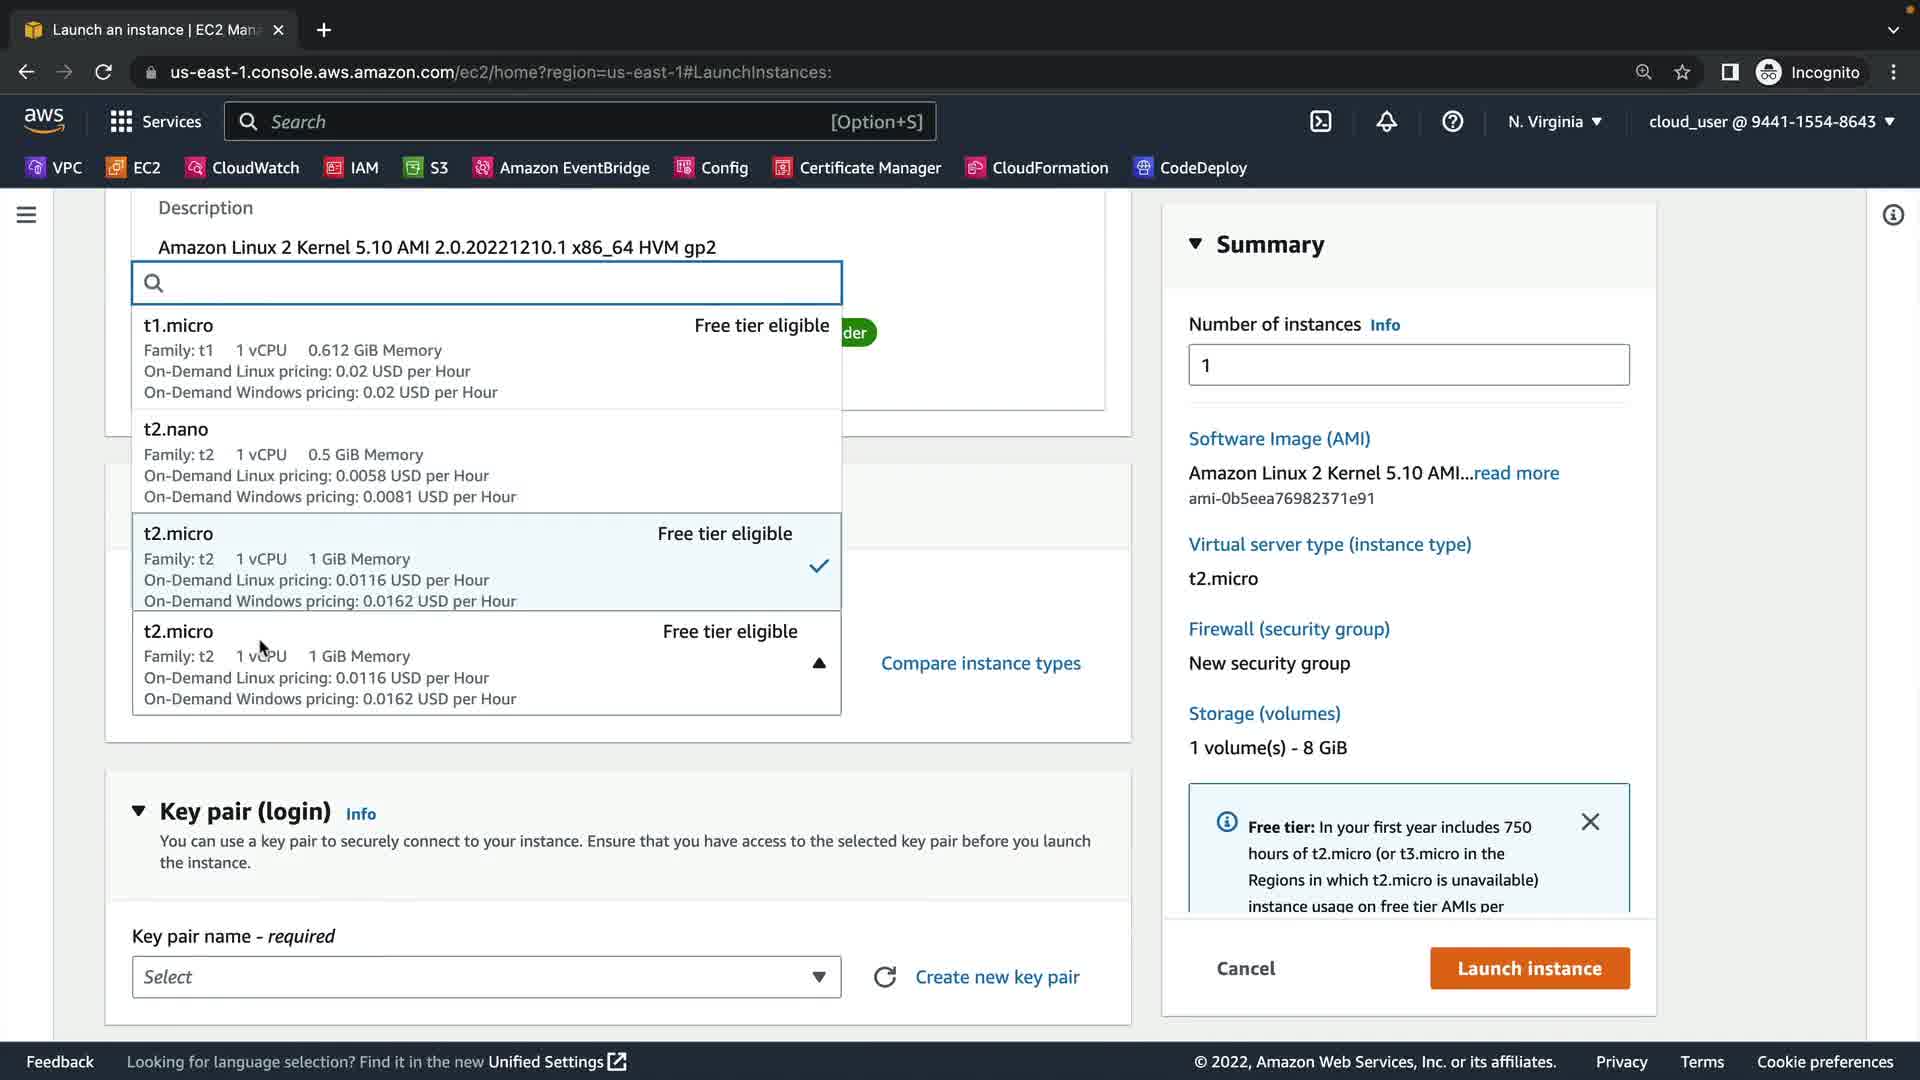 Launch an instance | EC2 Mana
us-east-1.console.aws.amazon.com/ec2/home?region=us-east-1#LaunchInstances:
Incognito
aws
Services
Search
[Option+S]
N. Virginia
cloud_user @ 9441-1554-8643
VPC
EC2
CloudWatch
IAM
S3
Amazon EventBridge
Config
Certificate Manager
CloudFormation
CodeDeploy
Description
Amazon Linux 2 Kernel 5.10 AMI 2.0.20221210.1 x86_64 HVM gp2
der
t1.micro
Free tier eligible
Family: t1 1 vCPU 0.612 GiB Memory
On-Demand Linux pricing: 0.02 USD per Hour
On-Demand Windows pricing: 0.02 USD per Hour
t2.nano
Family: t2 1 vCPU 0.5 GiB Memory
On-Demand Linux pricing: 0.0058 USD per Hour
On-Demand Windows pricing: 0.0081 USD per Hour
t2.micro
Free tier eligible
Family: t2 1 vCPU 1 GiB Memory
On-Demand Linux pricing: 0.0116 USD per Hour
On-Demand Windows pricing: 0.0162 USD per Hour
t2.micro
Free tier eligible
Family: t2 1 vCPU 1 GiB Memory
On-Demand Linux pricing: 0.0116 USD per Hour
On-Demand Windows pricing: 0.0162 USD per Hour
Compare instance types
Key pair (login) Info
You can use a key pair to securely connect to your instance. Ensure that you have access to the selected key pair before you launch
the instance.
Key pair name - required
Select
Create new key pair
Summary
Number of instances Info
1
Software Image (AMI)
Amazon Linux 2 Kernel 5.10 AMI...read more
ami-0b5eea76982371e91
Virtual server type (instance type)
t2.micro
Firewall (security group)
New security group
Storage (volumes)
1 volume(s) - 8 GiB
Free tier: In your first year includes 750
hours of t2.micro (or t3.micro in the
Regions in which t2.micro is unavailable)
instance usage on free tier AMIs per
Cancel
Launch instance
Feedback
Looking for language selection? Find it in the new Unified Settings
© 2022, Amazon Web Services, Inc. or its affiliates.
Privacy
Terms
Cookie preferences